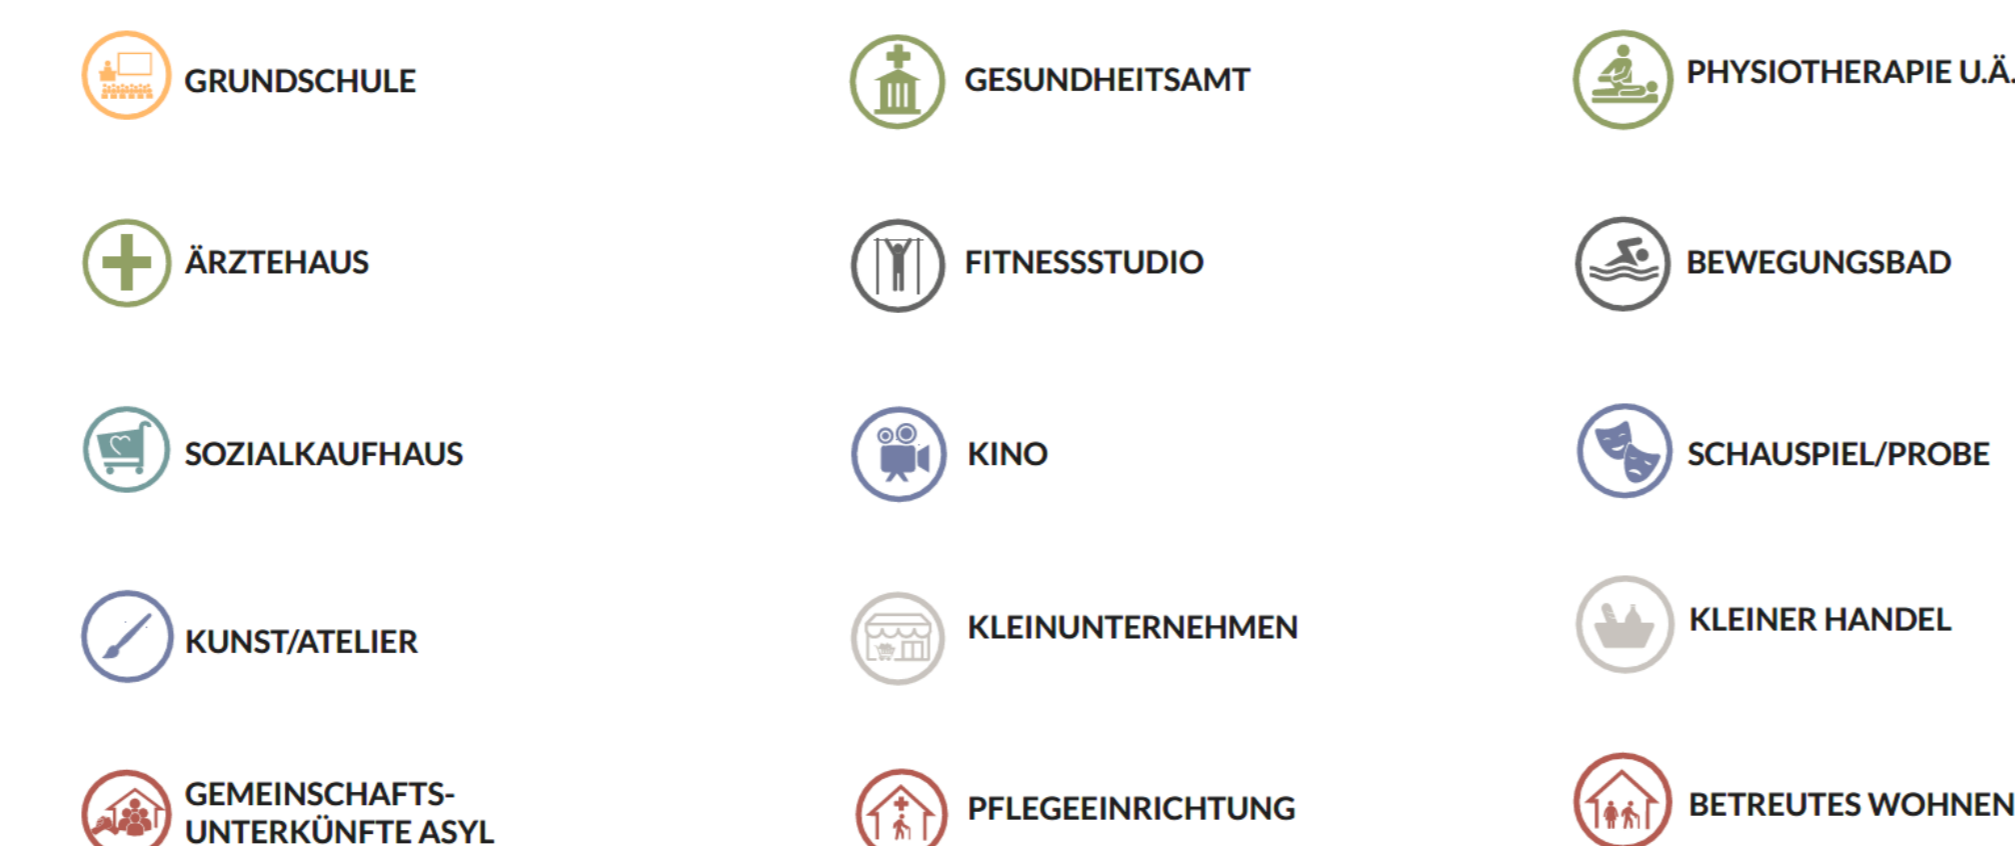 GRUNDSCHULE
GESUNDHEITSAMT
PHYSIOTHERAPIE U.Ä.
ÄRZTEHAUS
FITNESSSTUDIO
BEWEGUNGSBAD
SOZIALKAUFHAUS
KINO
SCHAUSPIEL/PROBE
KUNST/ATELIER
KLEINUNTERNEHMEN
KLEINER HANDEL
GEMEINSCHAFTS-
UNTERKÜNFTE ASYL
PFLEGEEINRICHTUNG
BETREUTES WOHNEN